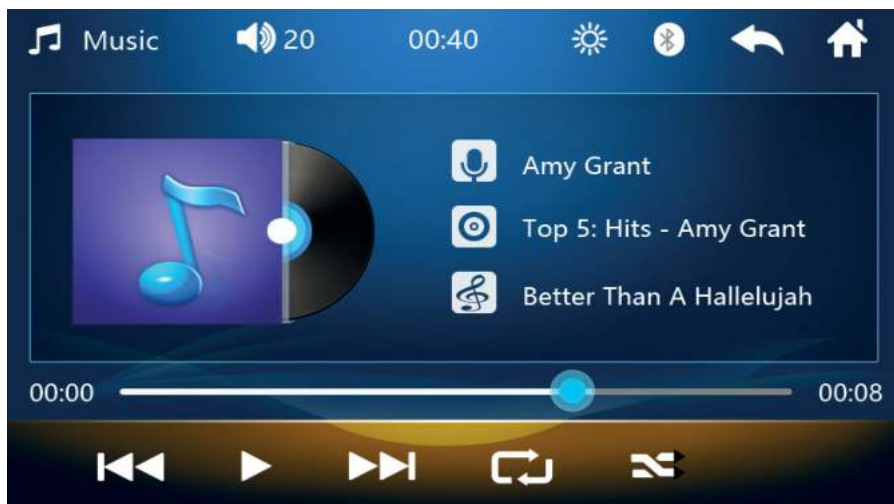 Music 20 00:40
Amy Grant
Top 5: Hits - Amy Grant
Better Than A Hallelujah
00:00 00:08